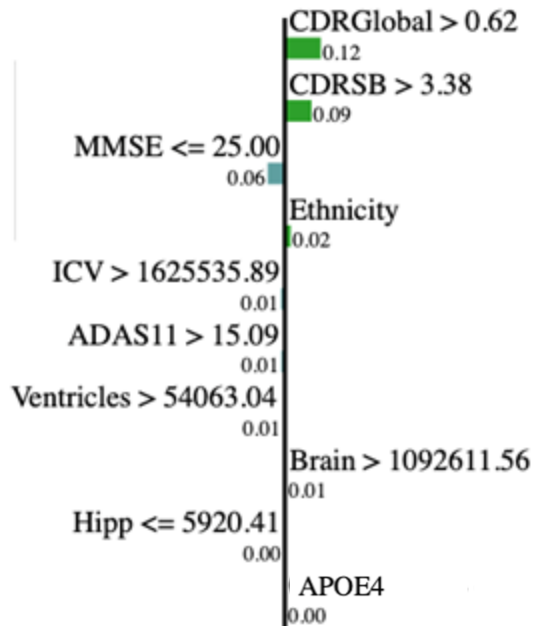 CDRGlobal > 0.62
0.12
CDRSB > 3.38
0.09
MMSE <= 25.00
0.06
Ethnicity
0.02
ICV > 1625535.89
0.01
ADAS11 > 15.09
0.01
Ventricles > 54063.04
0.01
Brain > 1092611.56
0.01
Hipp <= 5920.41
0.00
APOE4
0.00